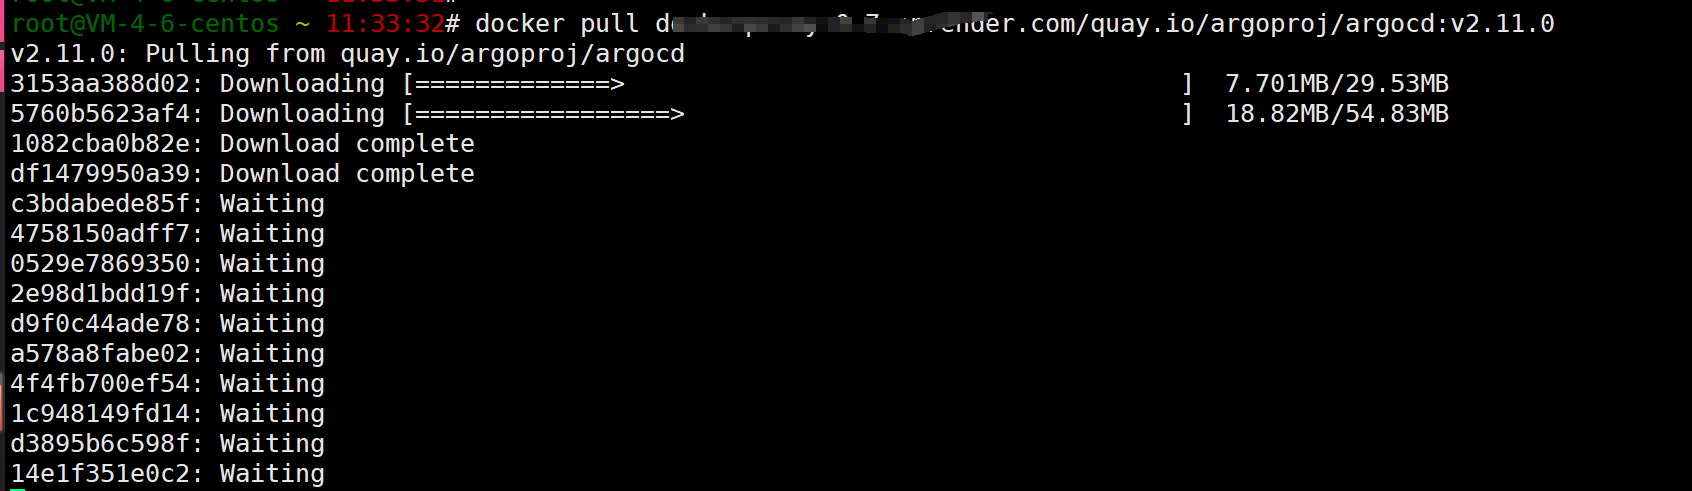 root@VM-4-6-centos ~ 11:33:32# docker pull ender.com/quay.io/argoproj/argocd:v2.11.0
v2.11.0: Pulling from quay.io/argoproj/argocd
3153aa388d02: Downloading [=============>                                     ]  7.701MB/29.53MB
5760b5623af4: Downloading [=================>                                 ]  18.82MB/54.83MB
1082cba0b82e: Download complete
df1479950a39: Download complete
c3bdabede85f: Waiting
4758150adff7: Waiting
0529e7869350: Waiting
2e98d1bdd19f: Waiting
d9f0c44ade78: Waiting
a578a8fabe02: Waiting
4f4fb700ef54: Waiting
1c948149fd14: Waiting
d3895b6c598f: Waiting
14e1f351e0c2: Waiting